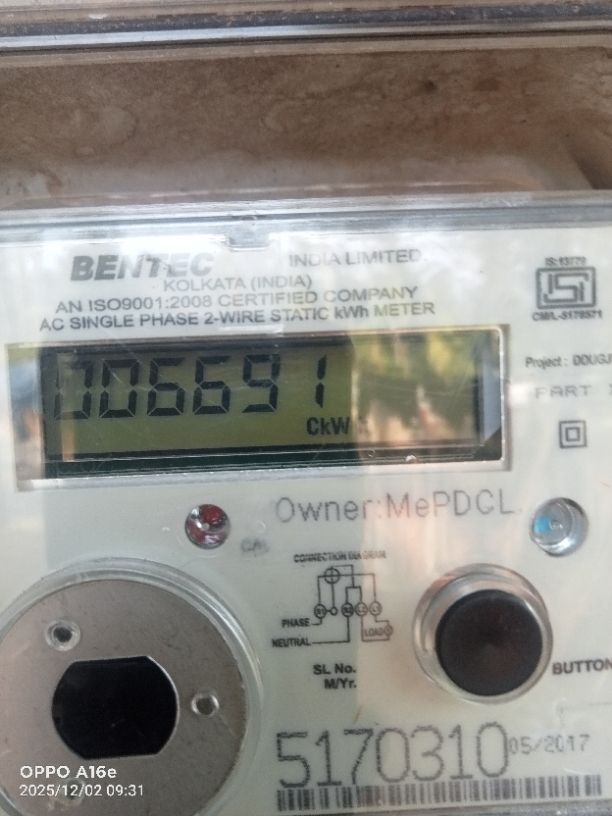 BENTEC INDIA LIMITED
KOLKATA (INDIA)
AN ISO9001:2008 CERTIFIED COMPANY
AC SINGLE PHASE 2-WIRE STATIC kWh METER
IS:13779
CM/L-5178571
Project : DDUGJ
PART
006691
CkW
Owner:MePDCL
CAL
CONNECTION DIAGRAM
PHASE
NEUTRAL
LOAD
SL No.
M/Yr.
BUTTON
5170310 05/2017
OPPO A16e
2025/12/02 09:31